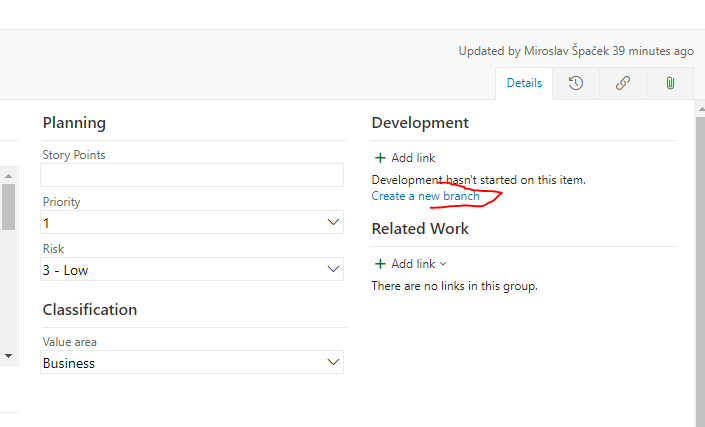 Updated by Miroslav Špaček 39 minutes ago
Details
Planning
Story Points
Priority
1
Risk
3 - Low
Classification
Value area
Business
Development
+ Add link
Development hasn't started on this item.
Create a new branch
Related Work
+ Add link
There are no links in this group.